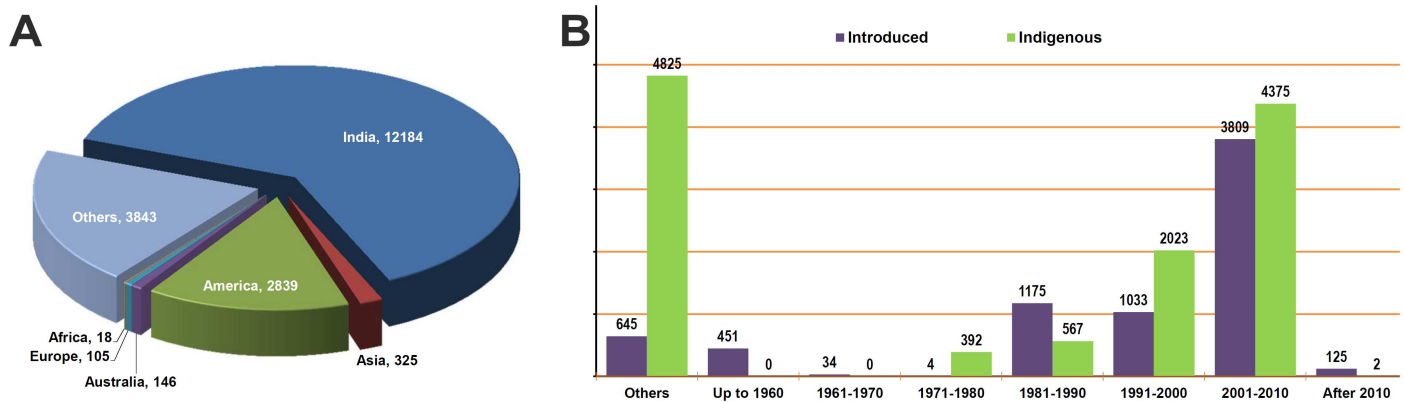 A
India, 12184
Others, 3843
America, 2839
Africa, 18
Europe, 105
Australia, 146
Asia, 325
B
Introduced
Indigenous
645
4825
451
0
34
0
4
392
1175
567
1033
2023
3809
4375
125
2
Others
Up to 1960
1961-1970
1971-1980
1981-1990
1991-2000
2001-2010
After 2010